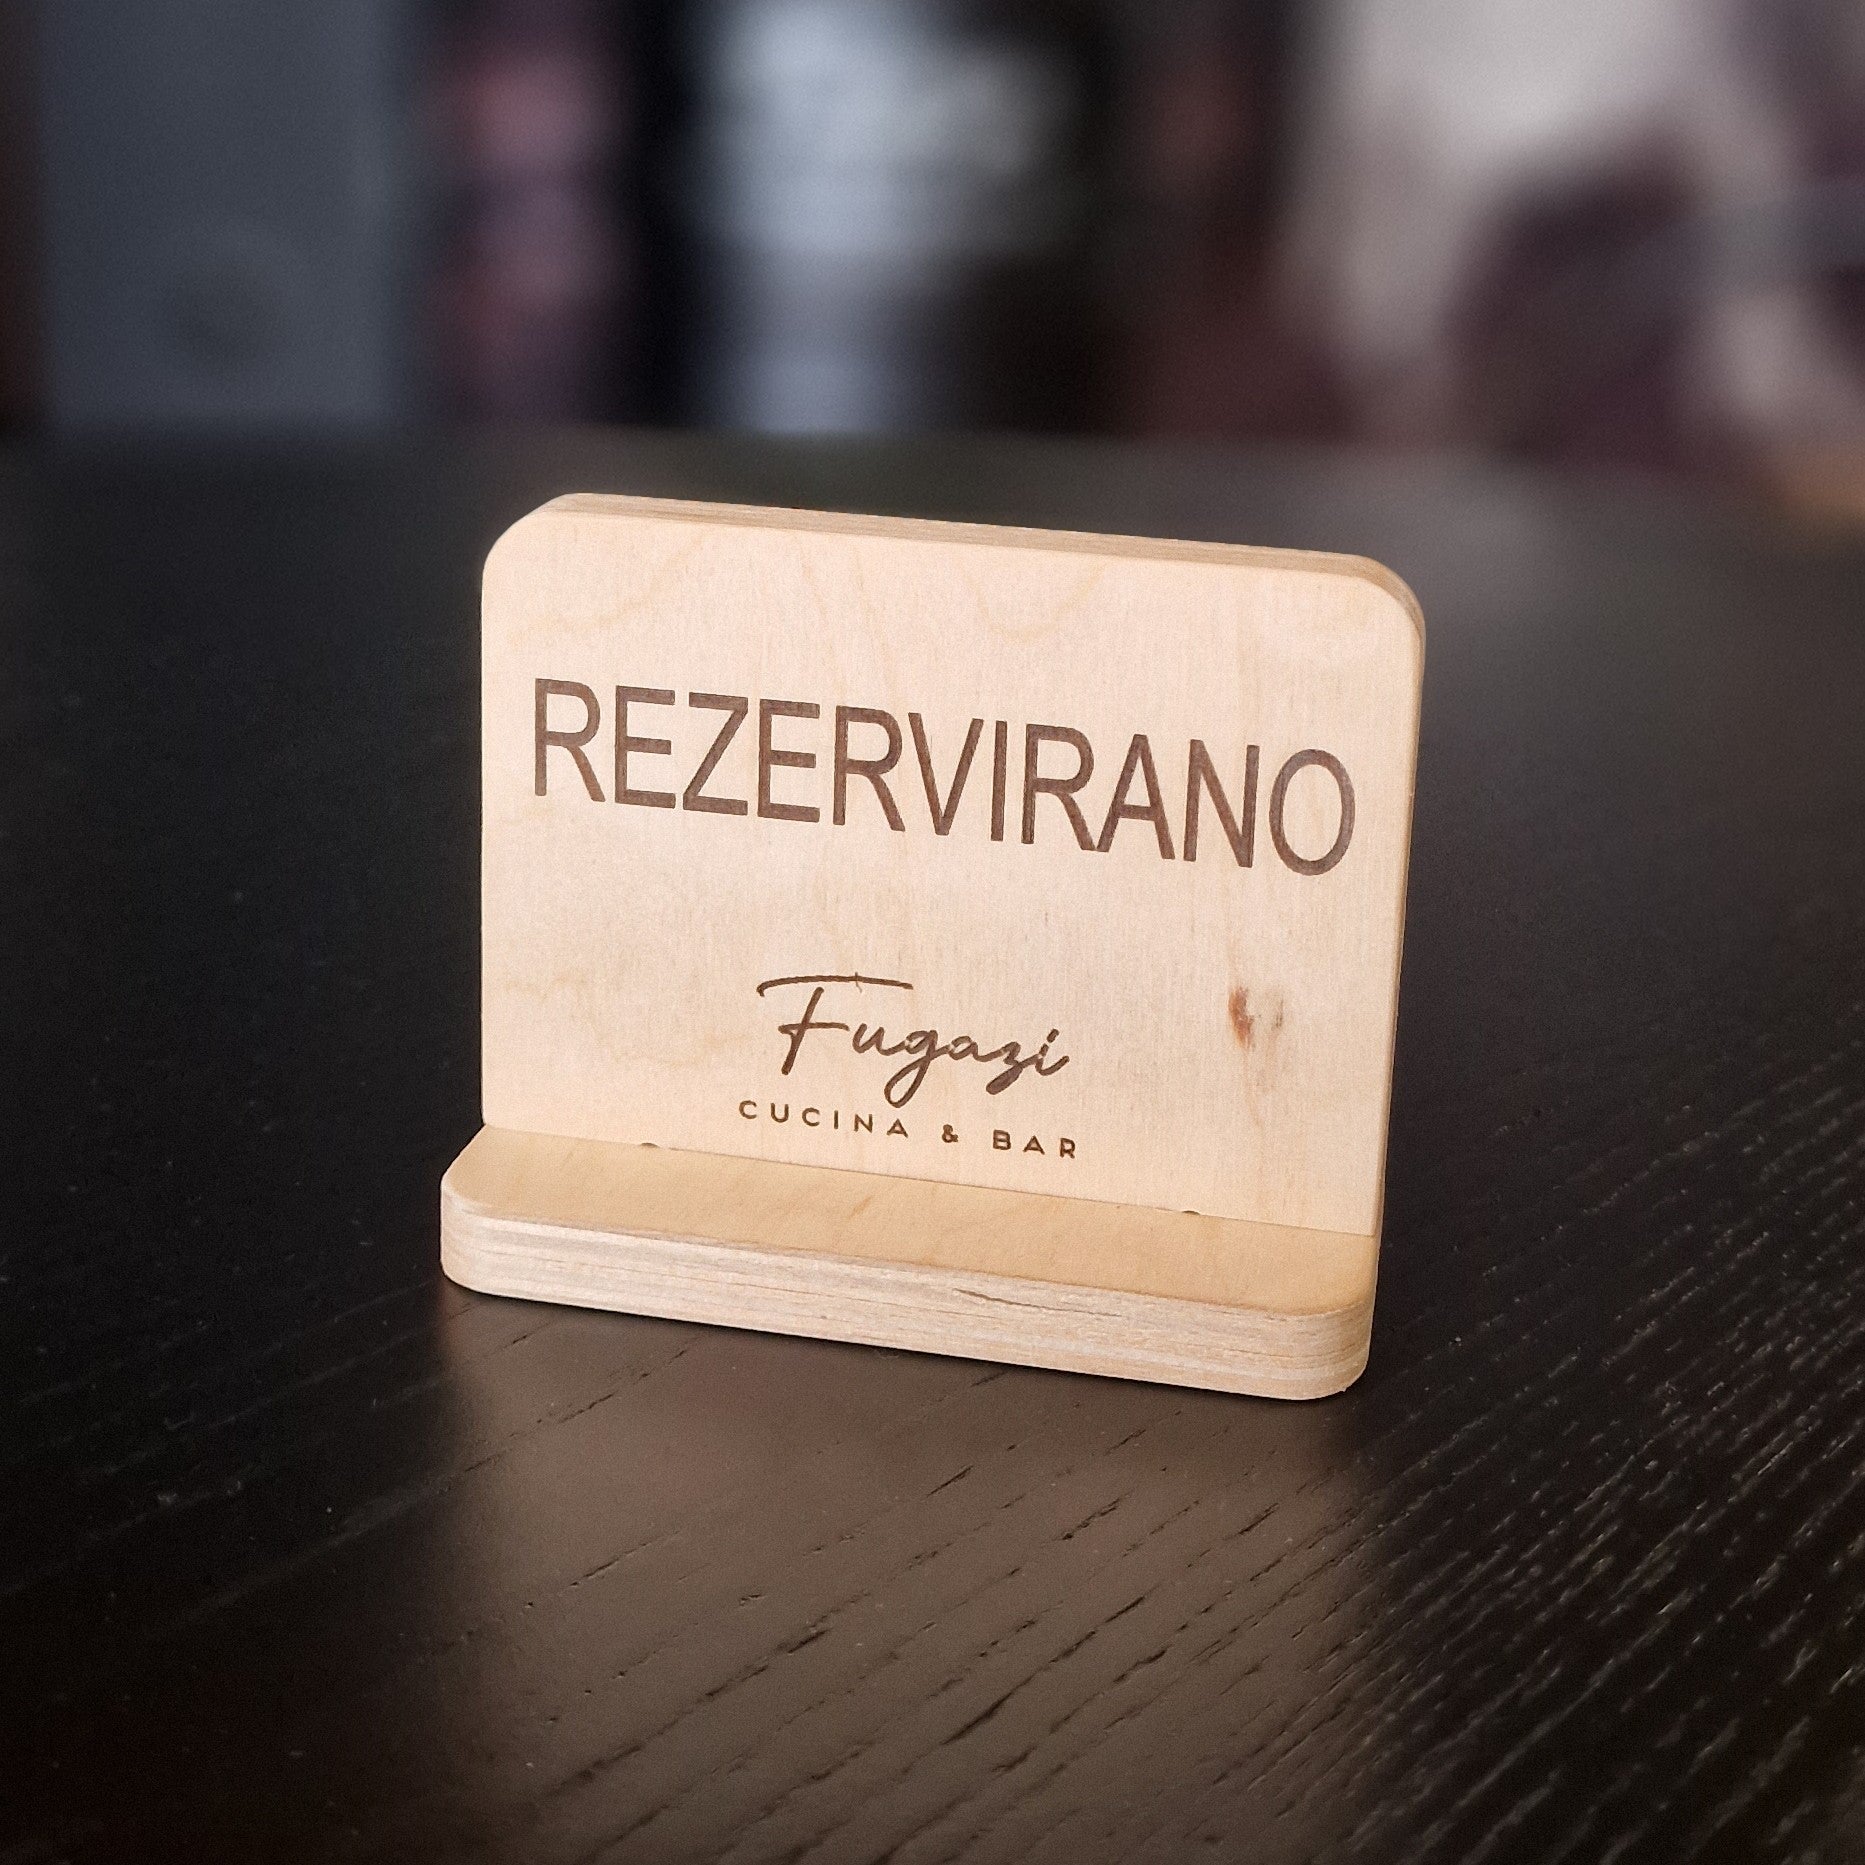 REZERVIRANO
Fugazi
CUCINA & BAR